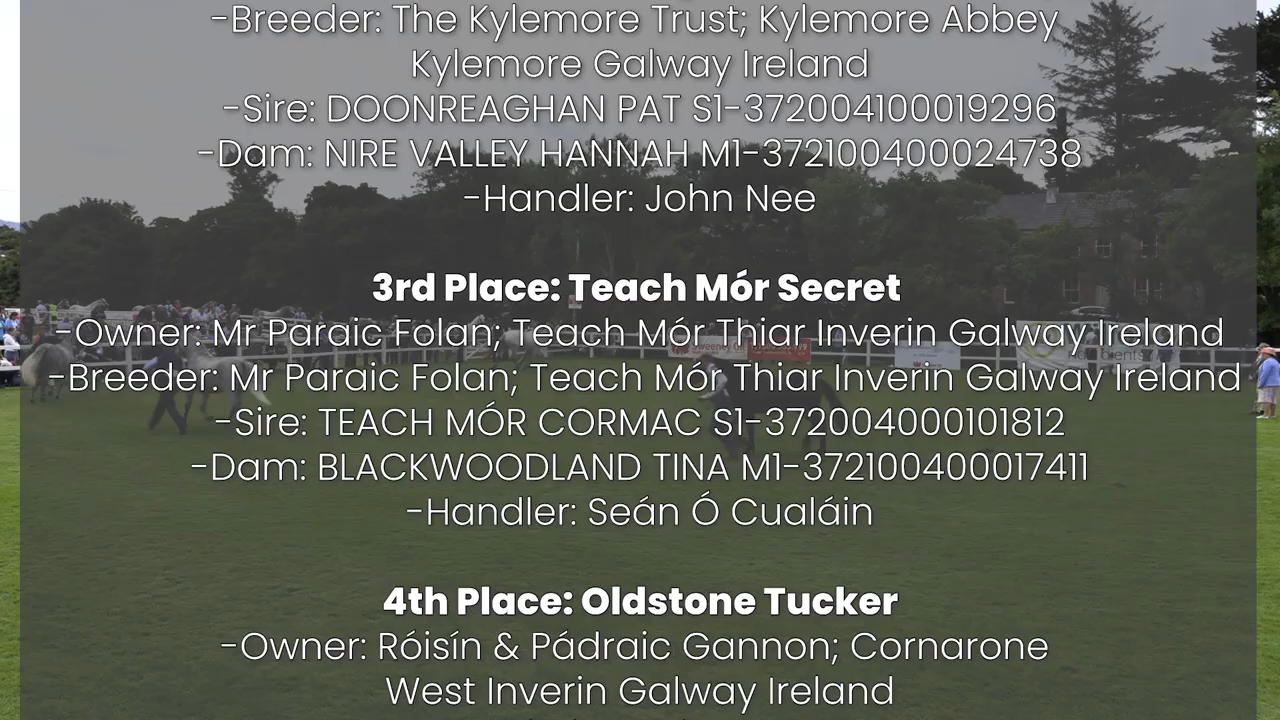 -Breeder: The Kylemore Trust; Kylemore Abbey
Kylemore Galway Ireland
-Sire: DOONREAGHAN PAT S1-372004100019296
-Dam: NIRE VALLEY HANNAH M1-372100400024738
-Handler: John Nee
3rd Place: Teach Mór Secret
-Owner: Mr Paraic Folan; Teach Mór Thiar Inverin Galway Ireland
-Breeder: Mr Paraic Folan; Teach Mór Thiar Inverin Galway Ireland
-Sire: TEACH MÓR CORMAC S1-372004000101812
-Dam: BLACKWOODLAND TINA M1-372100400017411
-Handler: Seán Ó Cualáin
4th Place: Oldstone Tucker
-Owner: Róisín & Pádraic Gannon; Cornarone
West Inverin Galway Ireland